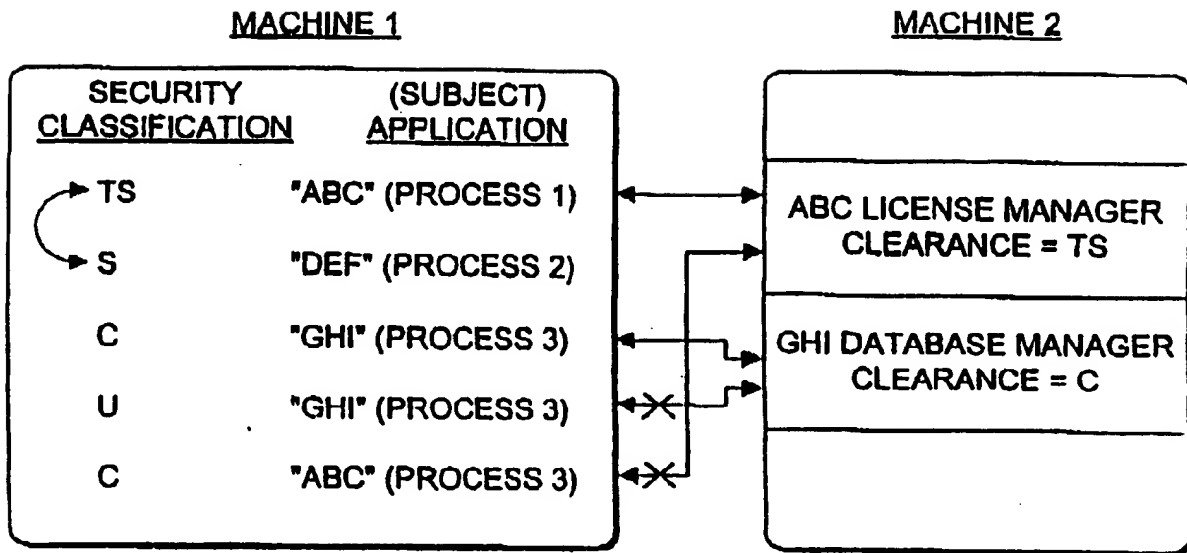 MACHINE 1
MACHINE 2
SECURITY CLASSIFICATION
(SUBJECT) APPLICATION
TS "ABC" (PROCESS 1)
S "DEF" (PROCESS 2)
C "GHI" (PROCESS 3)
U "GHI" (PROCESS 3)
C "ABC" (PROCESS 3)
ABC LICENSE MANAGER
CLEARANCE = TS
GHI DATABASE MANAGER
CLEARANCE = C